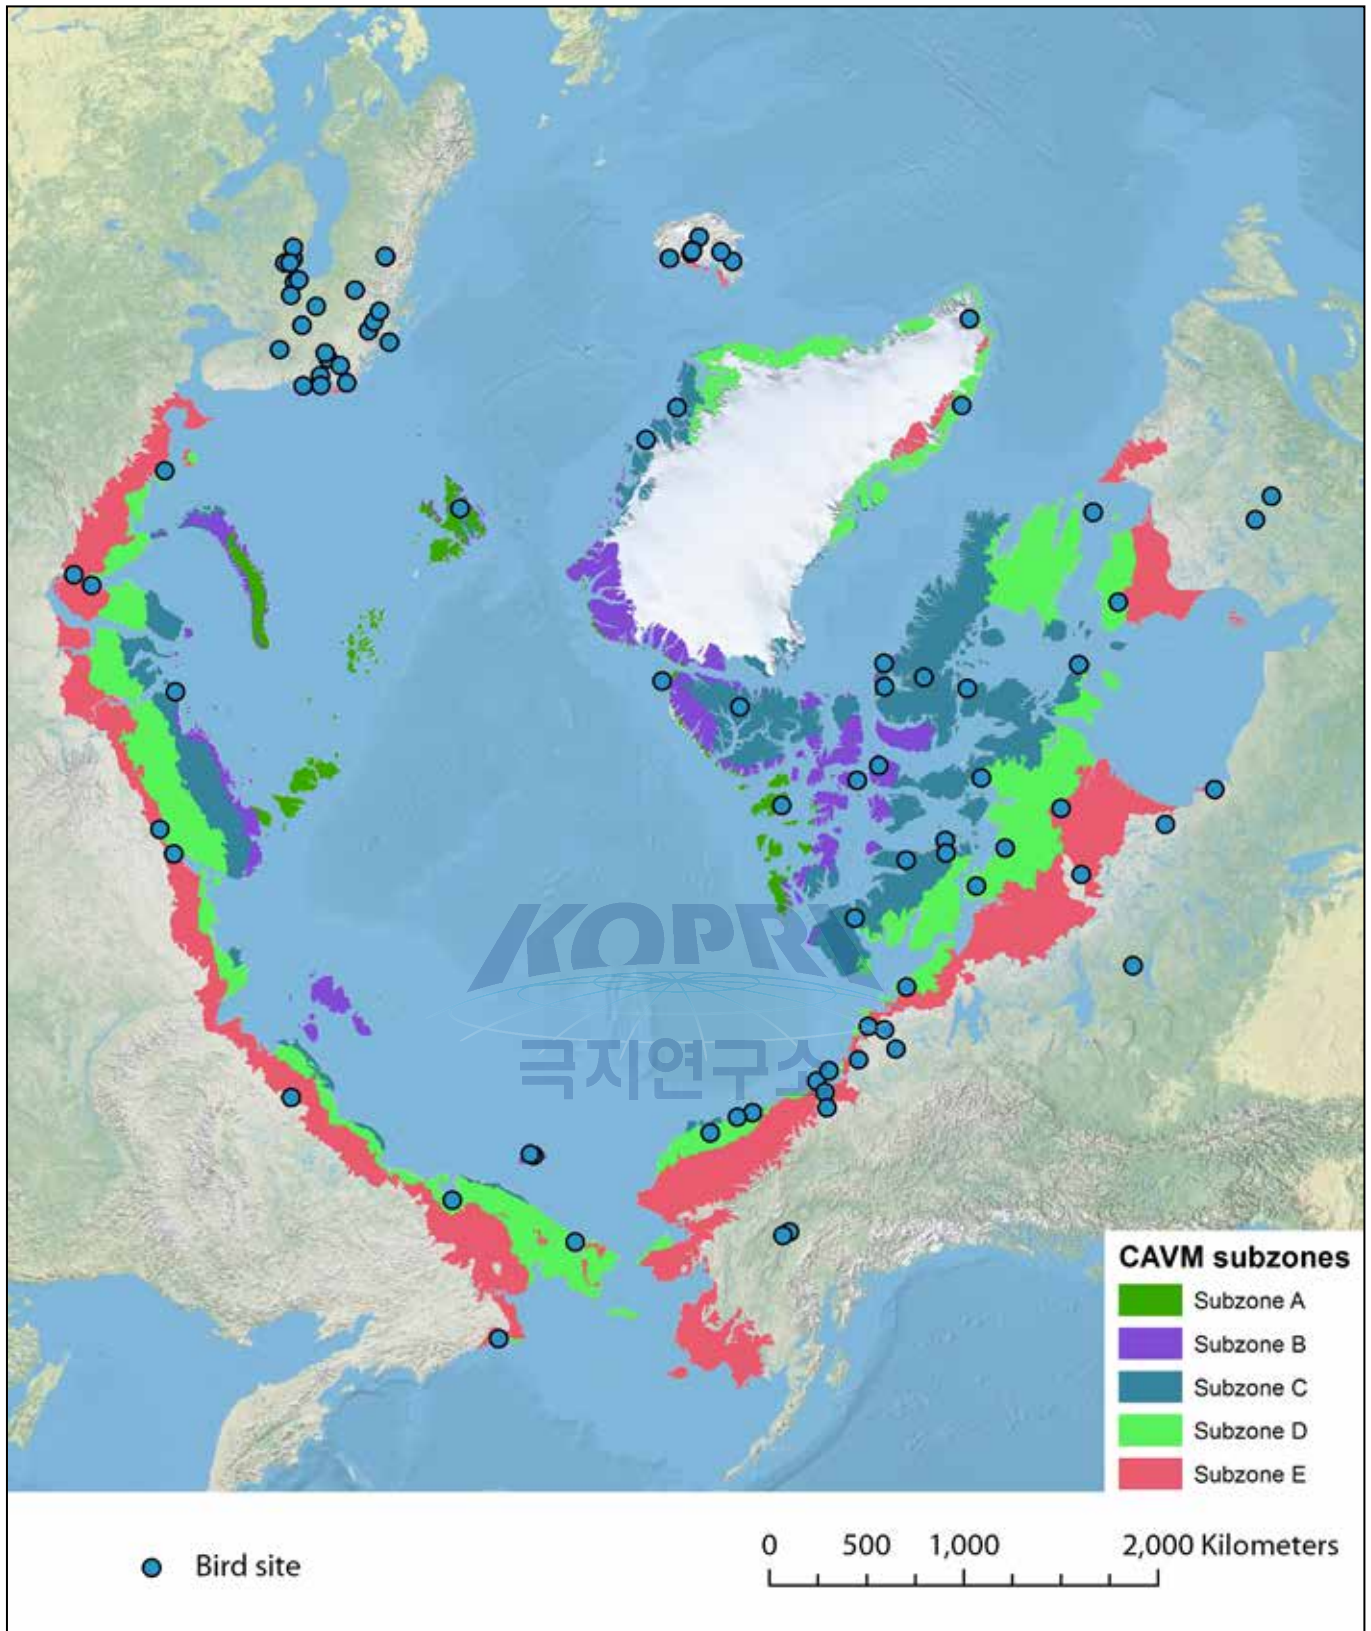 KOPRI
극지연구소
CAVM subzones
Subzone A
Subzone B
Subzone C
Subzone D
Subzone E
Bird site
0 500 1,000 2,000 Kilometers